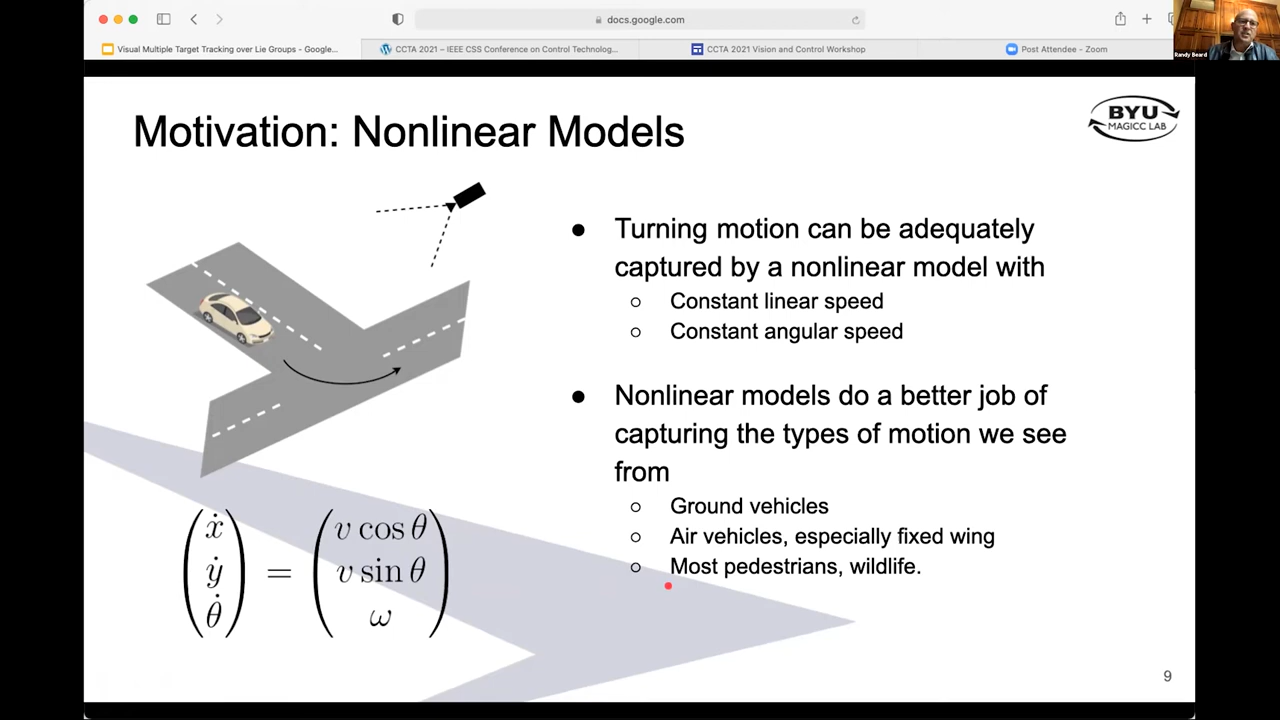 docs.google.com
Visual Multiple Target Tracking over Lie Groups - Google...
CCTA 2021 – IEEE CSS Conference on Control Technolog...
CCTA 2021 Vision and Control Workshop
Post Attendee - Zoom
Randy Beard
Motivation: Nonlinear Models
BYU
MAGICC LAB
● Turning motion can be adequately
captured by a nonlinear model with
○ Constant linear speed
○ Constant angular speed
● Nonlinear models do a better job of
capturing the types of motion we see
from
○ Ground vehicles
○ Air vehicles, especially fixed wing
○ Most pedestrians, wildlife.
ẋ v cos θ
ẏ = v sin θ
θ̇ ω
9